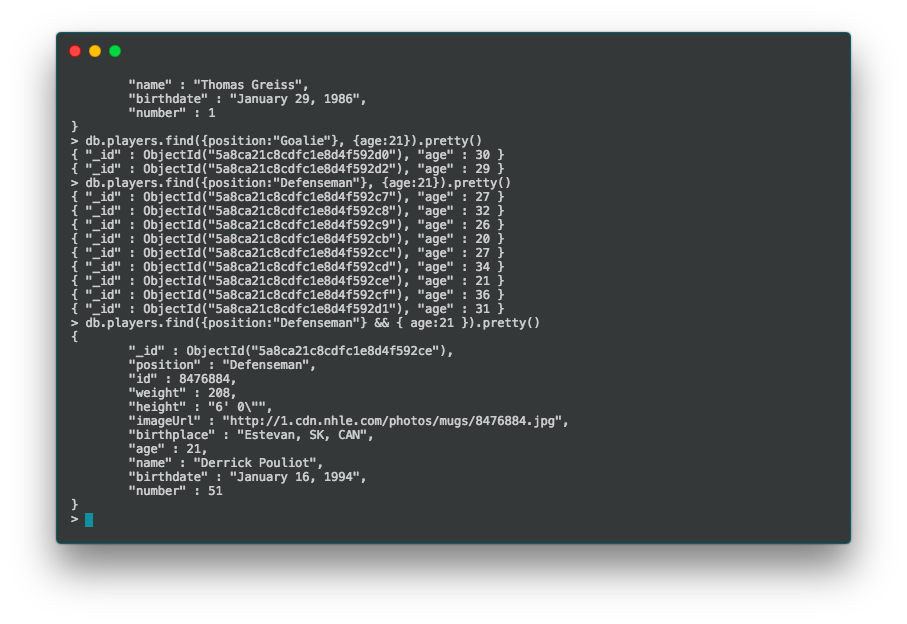 "name" : "Thomas Greiss",
"birthdate" : "January 29, 1986",
"number" : 1
}
> db.players.find({position:"Goalie"}, {age:21}).pretty()
{ "_id" : ObjectId("5a8ca21c8cdfc1e8d4f592d0"), "age" : 30 }
{ "_id" : ObjectId("5a8ca21c8cdfc1e8d4f592d2"), "age" : 29 }
> db.players.find({position:"Defenseman"}, {age:21}).pretty()
{ "_id" : ObjectId("5a8ca21c8cdfc1e8d4f592c7"), "age" : 27 }
{ "_id" : ObjectId("5a8ca21c8cdfc1e8d4f592c8"), "age" : 32 }
{ "_id" : ObjectId("5a8ca21c8cdfc1e8d4f592c9"), "age" : 26 }
{ "_id" : ObjectId("5a8ca21c8cdfc1e8d4f592cb"), "age" : 20 }
{ "_id" : ObjectId("5a8ca21c8cdfc1e8d4f592cc"), "age" : 27 }
{ "_id" : ObjectId("5a8ca21c8cdfc1e8d4f592cd"), "age" : 34 }
{ "_id" : ObjectId("5a8ca21c8cdfc1e8d4f592ce"), "age" : 21 }
{ "_id" : ObjectId("5a8ca21c8cdfc1e8d4f592cf"), "age" : 36 }
{ "_id" : ObjectId("5a8ca21c8cdfc1e8d4f592d1"), "age" : 31 }
> db.players.find({position:"Defenseman"} && { age:21 }).pretty()
{
"_id" : ObjectId("5a8ca21c8cdfc1e8d4f592ce"),
"position" : "Defenseman",
"id" : 8476884,
"weight" : 208,
"height" : "6' 0\"",
"imageUrl" : "http://1.cdn.nhle.com/photos/mugs/8476884.jpg",
"birthplace" : "Estevan, SK, CAN",
"age" : 21,
"name" : "Derrick Pouliot",
"birthdate" : "January 16, 1994",
"number" : 51
}
>